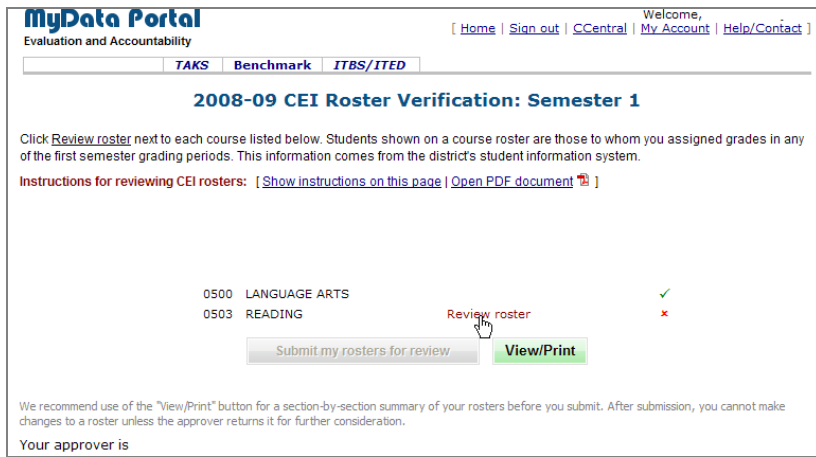 MyData Portal
Welcome,
Evaluation and Accountability
[ Home | Sign out | CCentral | My Account | Help/Contact ]
TAKS Benchmark ITBS/ITED
2008-09 CEI Roster Verification: Semester 1
Click Review roster next to each course listed below. Students shown on a course roster are those to whom you assigned grades in any
of the first semester grading periods. This information comes from the district's student information system.
Instructions for reviewing CEI rosters: [ Show instructions on this page | Open PDF document ]
0500 LANGUAGE ARTS
0503 READING Review roster
Submit my rosters for review View/Print
We recommend use of the "View/Print" button for a section-by-section summary of your rosters before you submit. After submission, you cannot make
changes to a roster unless the approver returns it for further consideration.
Your approver is